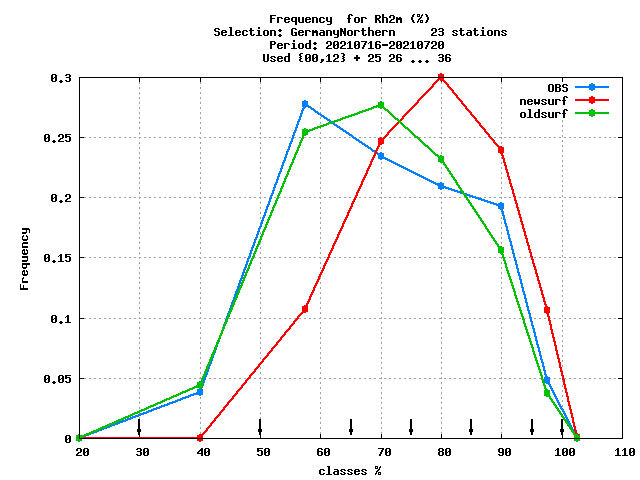 Frequency  for Rh2m (%)
Selection: GermanyNorthern     23 stations
Period: 20210716-20210720
Used {00,12} + 25 26 ... 36
OBS
newsurf
oldsurf
Frequency
0.3
0.25
0.2
0.15
0.1
0.05
0
20 30 40 50 60 70 80 90 100 110
classes %